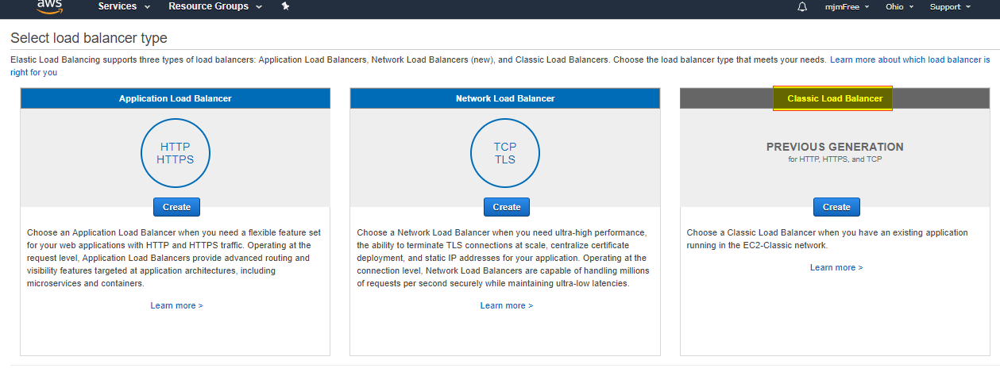 aws Services Resource Groups mjmFree Ohio Support
Select load balancer type
Elastic Load Balancing supports three types of load balancers: Application Load Balancers, Network Load Balancers (new), and Classic Load Balancers. Choose the load balancer type that meets your needs. Learn more about which load balancer is
right for you
Application Load Balancer
HTTP
HTTPS
Create
Choose an Application Load Balancer when you need a flexible feature set
for your web applications with HTTP and HTTPS traffic. Operating at the
request level, Application Load Balancers provide advanced routing and
visibility features targeted at application architectures, including
microservices and containers.
Learn more >
Network Load Balancer
TCP
TLS
Create
Choose a Network Load Balancer when you need ultra-high performance,
the ability to terminate TLS connections at scale, centralize certificate
deployment, and static IP addresses for your application. Operating at the
connection level, Network Load Balancers are capable of handling millions
of requests per second securely while maintaining ultra-low latencies.
Learn more >
Classic Load Balancer
PREVIOUS GENERATION
for HTTP, HTTPS, and TCP
Create
Choose a Classic Load Balancer when you have an existing application
running in the EC2-Classic network.
Learn more >